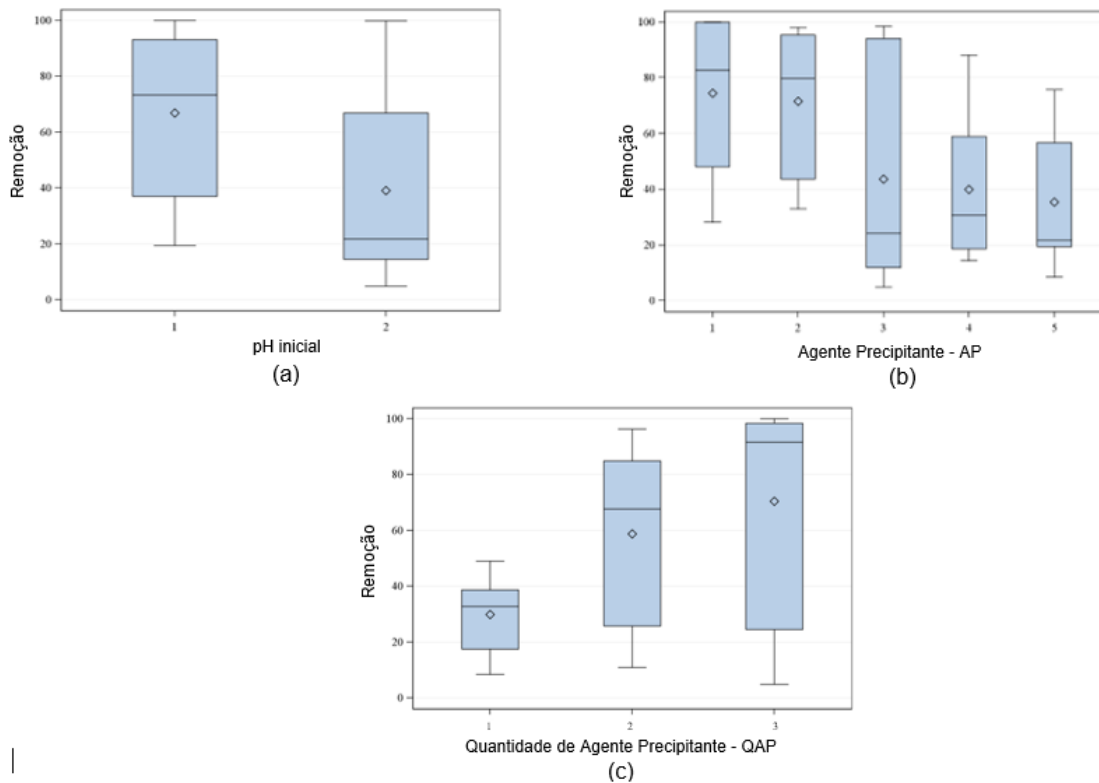 100
80
60
40
20
0
Remoção
1 2
pH inicial
(a)
100
80
60
40
20
0
Remoção
1 2 3 4 5
Agente Precipitante - AP
(b)
100
80
60
40
20
0
Remoção
1 2 3
Quantidade de Agente Precipitante - QAP
(c)